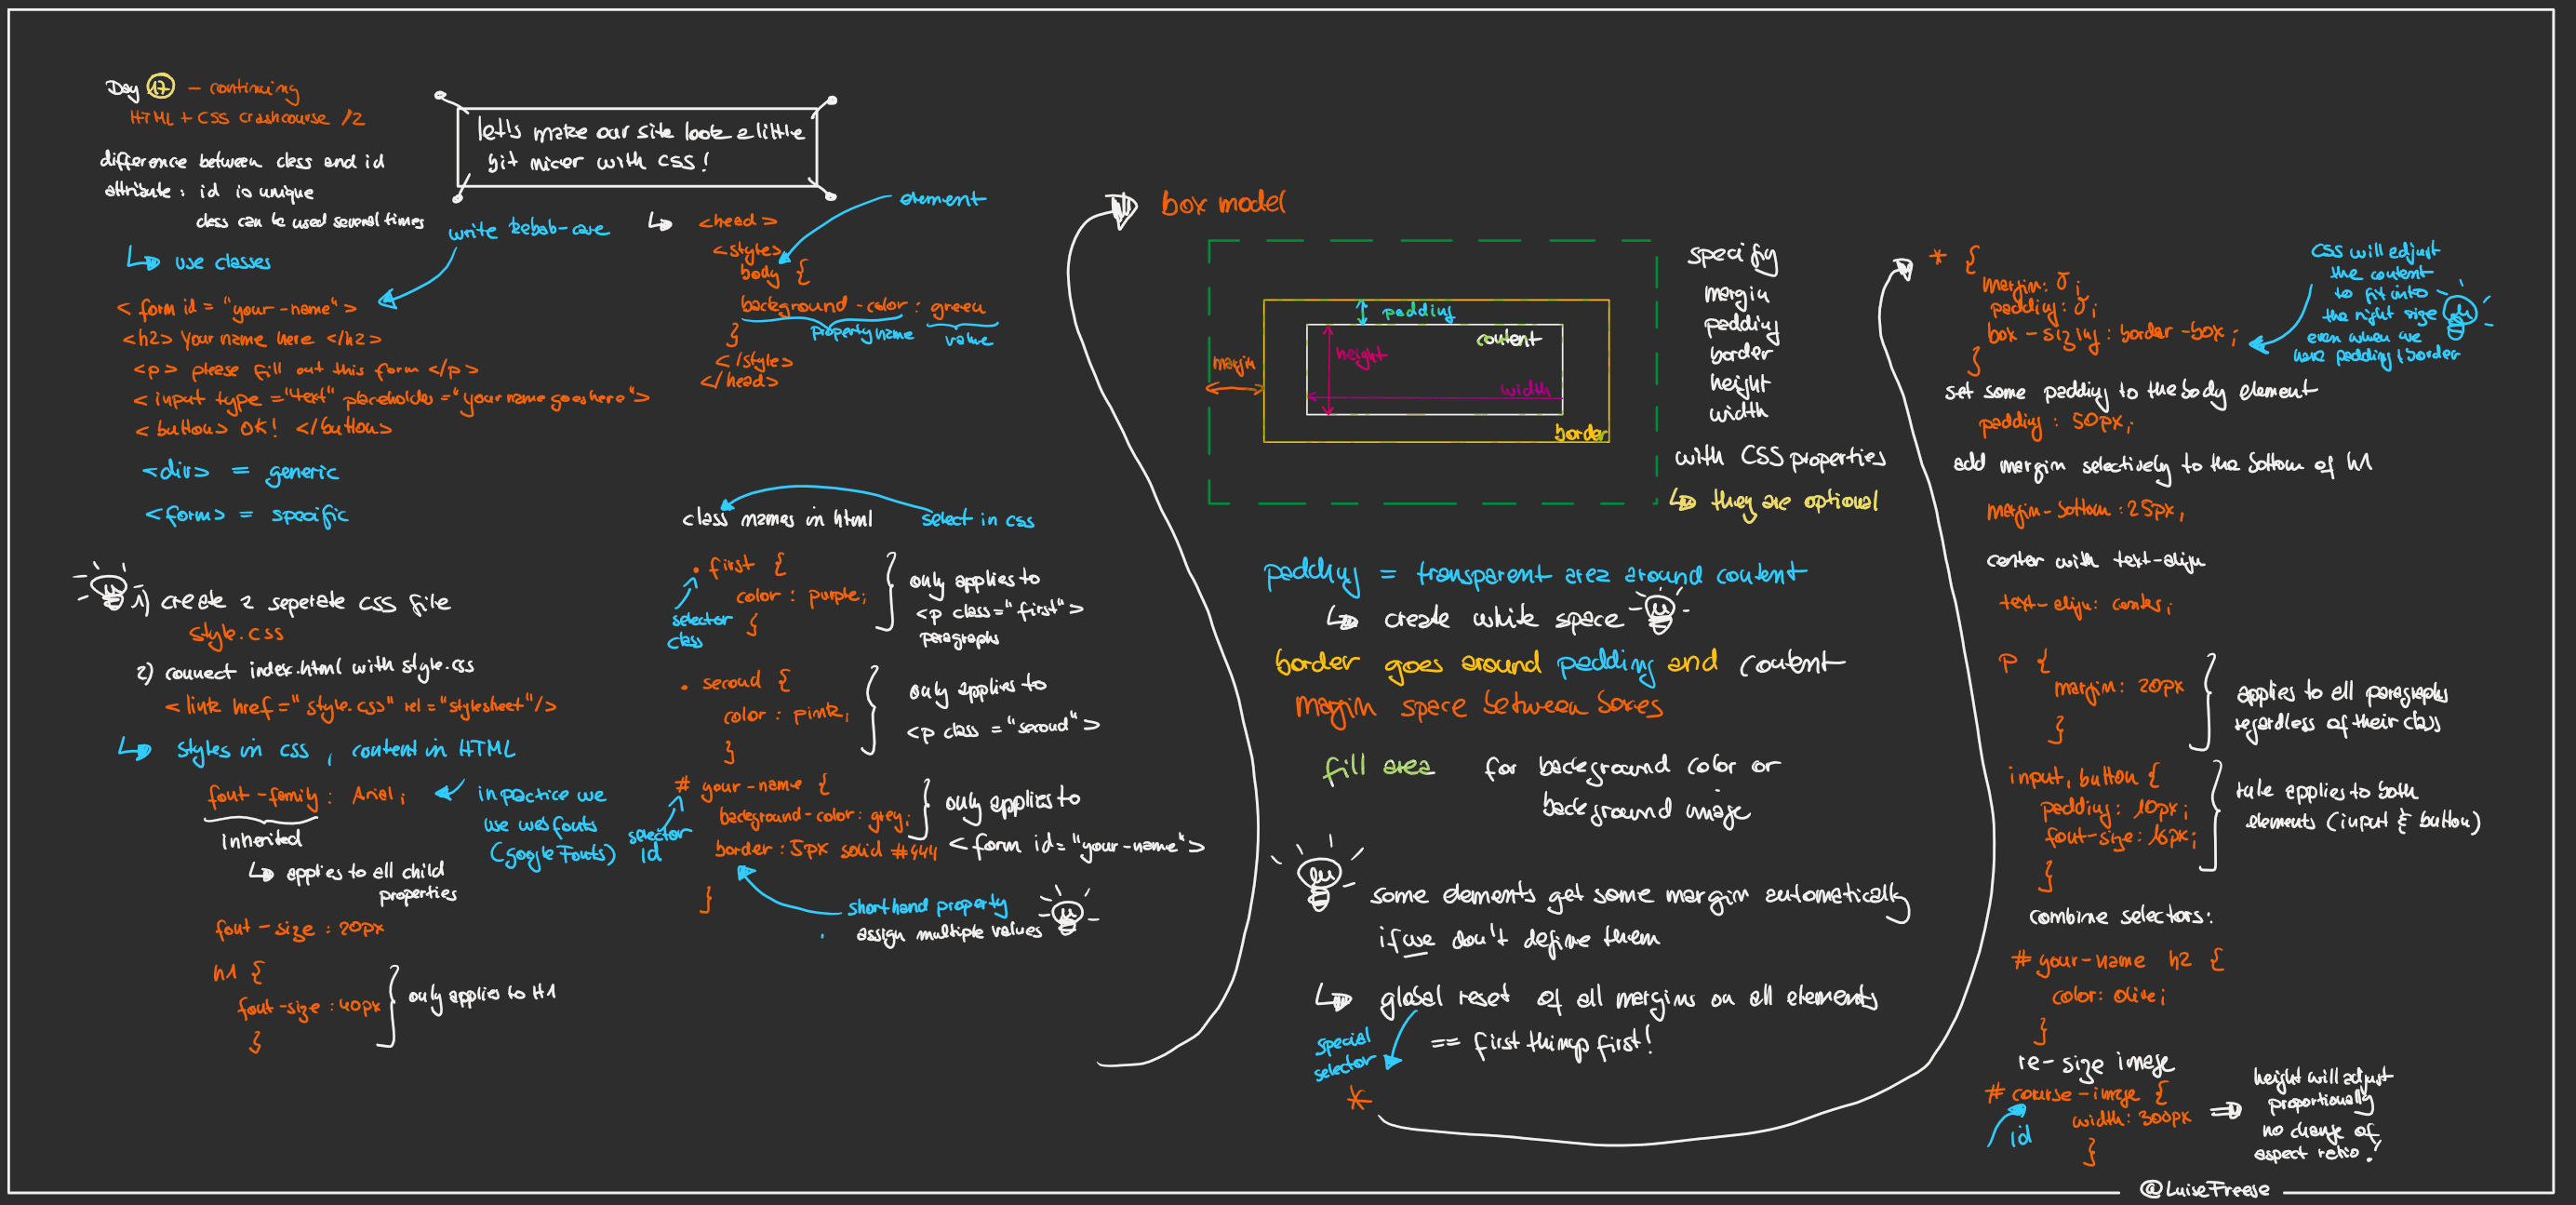 Day 17 - continuing
HTML + CSS crashcourse /2
let's make our site look a little
bit nicer with CSS!
difference between class and id
attribute: id is unique
class can be used several times
↳ use classes
write kebab-case
<form id = "your-name">
<h2> Your name here </h2>
<p> please fill out this form </p>
<input type = "text" placeholder = "your name goes here">
<button> OK! </button>
<div> = generic
<form> = specific
1) create a seperate css file
style.css
2) connect index.html with style.css
<link href="style.css" rel="stylesheet"/>
↳ styles in css, content in HTML
font-family: Arial;
inherited
↳ applies to all child
properties
in practice we
use webfonts
(Google Fonts)
font-size: 20px
h1 {
font-size: 40px
}
only applies to H1
↳ <head>
<style>
body {
background-color: green
}
</style>
</head>
element
property name
value
class names in html
select in css
.first {
color: purple;
{
selector
class
only applies to
<p class="first">
paragraphs
.second {
color: pink;
}
only applies to
<p class = "second">
# your-name {
background-color: grey;
border: 5px solid #444
}
selector
id
only applies to
<form id="your-name">
shorthand property
assign multiple values
box model
padding
content
height
width
margin
border
specify
margin
padding
border
height
width
with CSS properties
↳ they are optional
padding = transparent area around content
↳ create white space
border goes around padding and content
margin space between boxes
fill area for background color or
background image
some elements get some margin automatically
if we don't define them
↳ global reset of all margins on all elements
== first things first!
special
selector
*
* {
margin: 0;
padding: 0;
box-sizing: border-box;
}
CSS will adjust
the content
to fit into
the right size
even when we
have padding & border
set some padding to the body element
padding: 50px;
add margin selectively to the bottom of h1
margin-bottom: 25px;
center with text-align
text-align: center;
p {
margin: 20px
}
applies to all paragraphs
regardless of their class
input, button {
padding: 10px;
font-size: 16px;
}
rule applies to both
elements (input & button)
combine selectors:
# your-name h2 {
color: olive;
}
re-size image
# course-image {
width: 300px
}
id
⇒ height will adjust
proportionally
no change of
aspect ratio!
@LuiseFreese